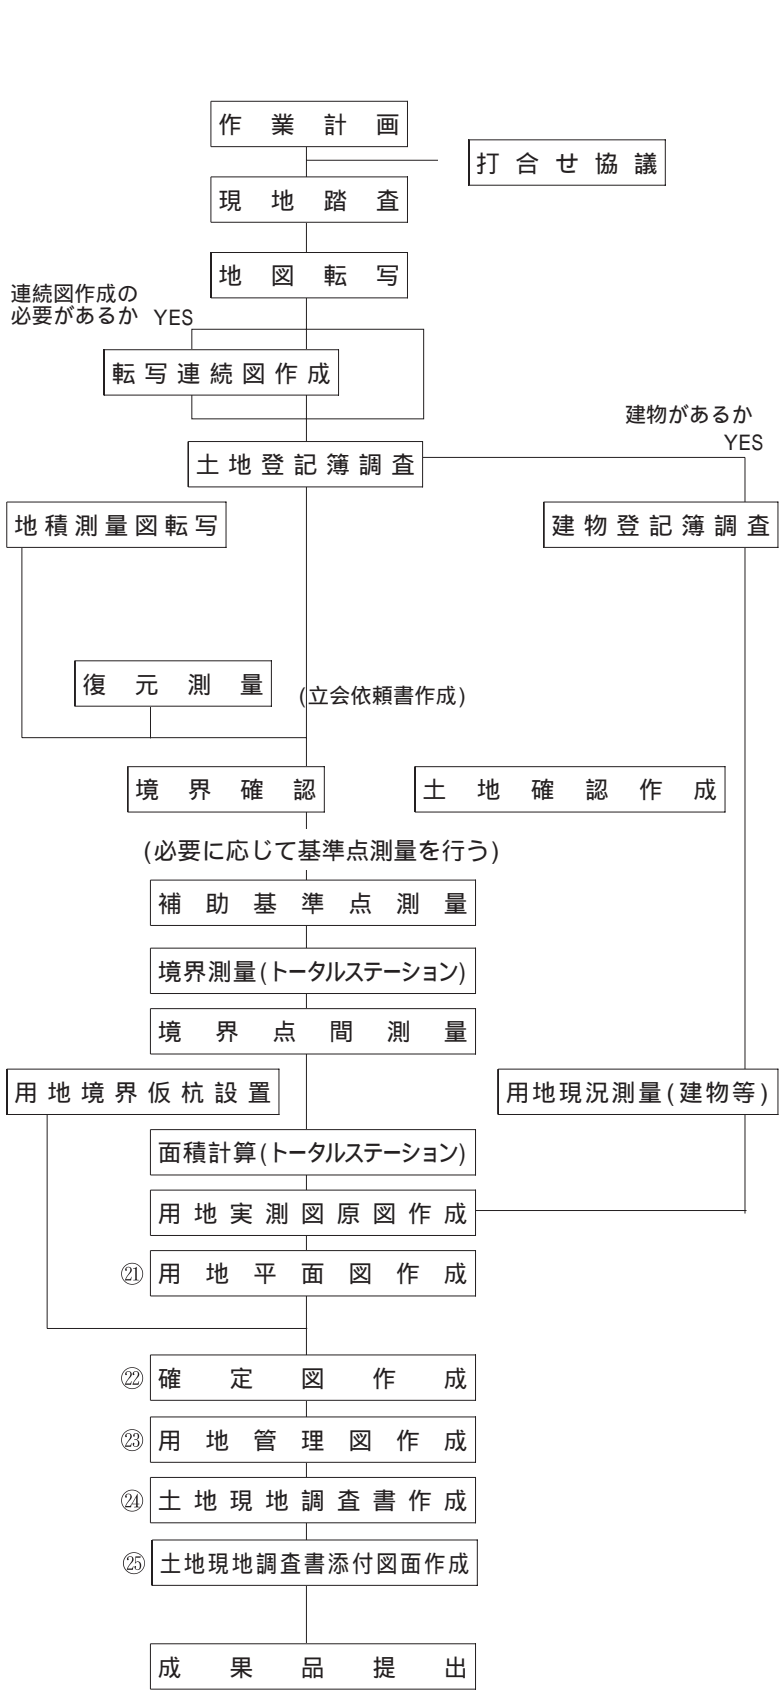 作業計画
打合せ協議
現地踏査
地図転写
連続図作成の
必要があるか YES
転写連続図作成
建物があるか
YES
土地登記簿調査
地積測量図転写
建物登記簿調査
復元測量
(立会依頼書作成)
境界確認
土地確認作成
(必要に応じて基準点測量を行う)
補助基準点測量
境界測量(トータルステーション)
境界点間測量
用地境界仮杭設置
用地現況測量(建物等)
面積計算(トータルステーション)
用地実測図原図作成
㉑ 用地平面図作成
㉒ 確定図作成
㉓ 用地管理図作成
㉔ 土地現地調査書作成
㉕ 土地現地調査書添付図面作成
成果品提出